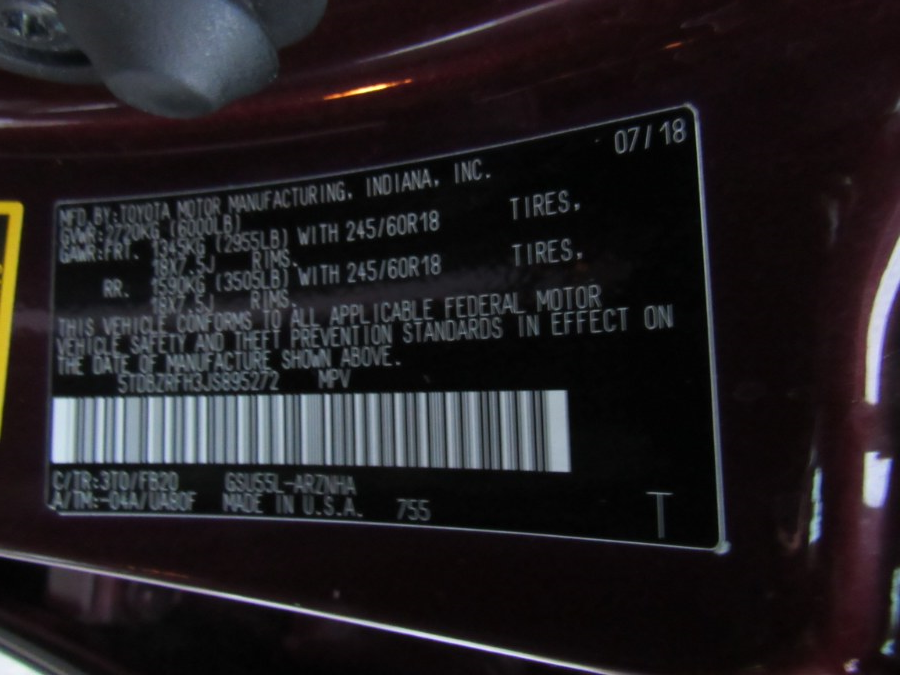 07/18
MFD.BY:TOYOTA MOTOR MANUFACTURING, INDIANA, INC.
GVWR:2720KG (6000LB)
GAWR:FRT. 1345KG (2955LB) WITH 245/60R18 TIRES,
18X7.5J RIMS.
RR. 1590KG (3505LB) WITH 245/60R18 TIRES,
18X7.5J RIMS.
THIS VEHICLE CONFORMS TO ALL APPLICABLE FEDERAL MOTOR
VEHICLE SAFETY AND THEFT PREVENTION STANDARDS IN EFFECT ON
THE DATE OF MANUFACTURE SHOWN ABOVE.
5TDBZRFH3JS895272 MPV
C/TR:3T0/FB20 GSU55L-ARZNHA
A/TM:-04A/UA80F MADE IN U.S.A. 755
T